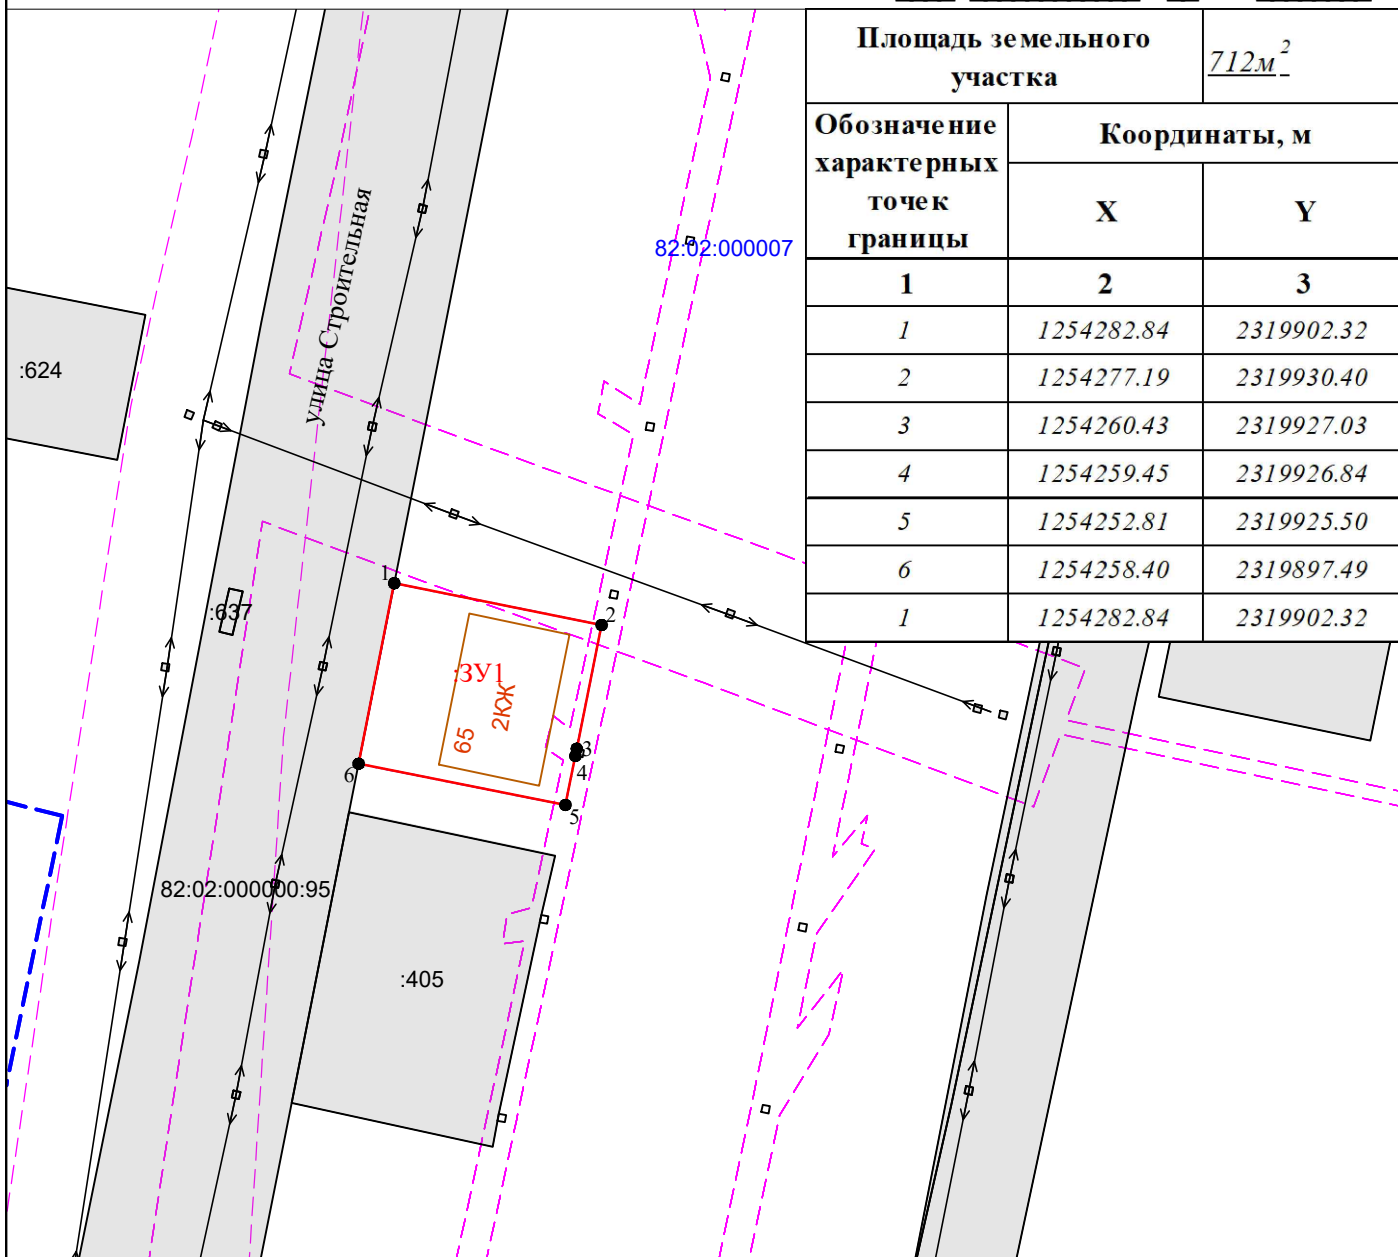 Площадь земельного
участка
712м²
Обозначение
характерных
точек
границы
Координаты, м
X
Y
1 2 3
1 1254282.84 2319902.32
2 1254277.19 2319930.40
3 1254260.43 2319927.03
4 1254259.45 2319926.84
5 1254252.81 2319925.50
6 1254258.40 2319897.49
1 1254282.84 2319902.32
82:02:000007
улица Строительная
:624
:637
1
2
:ЗУ1
2КЖ
65
3
4
6
5
82:02:000000:95
:405